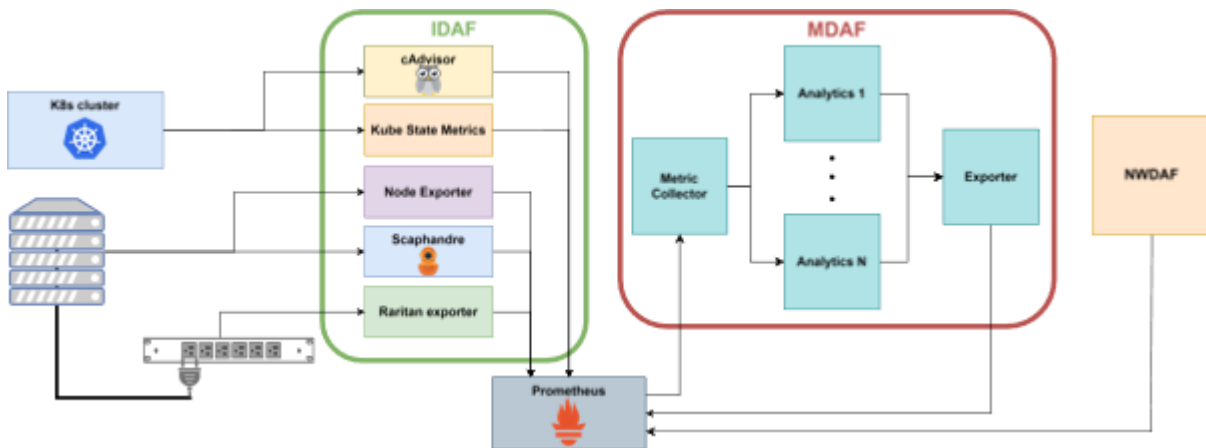 IDAF
MDAF
cAdvisor
K8s cluster
Kube State Metrics
Node Exporter
Scaphandre
Raritan exporter
Prometheus
Metric
Collector
Analytics 1
Analytics N
Exporter
NWDAF